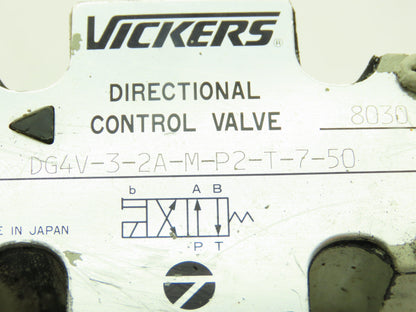 VICKERS®
DIRECTIONAL
CONTROL VALVE 8030
DG4V-3-2A-M-P2-T-7-50
b A B
IN JAPAN
P T